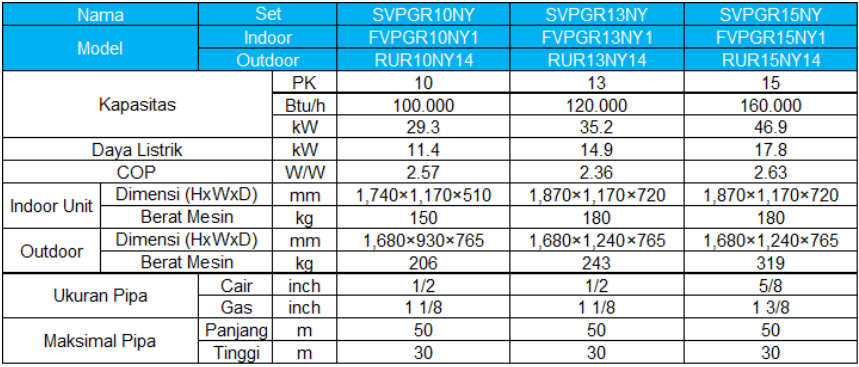 Nama Set SVPGR10NY SVPGR13NY SVPGR15NY
Model Indoor FVPGR10NY1 FVPGR13NY1 FVPGR15NY1
Outdoor RUR10NY14 RUR13NY14 RUR15NY14
Kapasitas PK 10 13 15
Btu/h 100.000 120.000 160.000
kW 29.3 35.2 46.9
Daya Listrik kW 11.4 14.9 17.8
COP W/W 2.57 2.36 2.63
Indoor Unit Dimensi (HxWxD) mm 1,740×1,170×510 1,870×1,170×720 1,870×1,170×720
Berat Mesin kg 150 180 180
Outdoor Dimensi (HxWxD) mm 1,680×930×765 1,680×1,240×765 1,680×1,240×765
Berat Mesin kg 206 243 319
Ukuran Pipa Cair inch 1/2 1/2 5/8
Gas inch 1 1/8 1 1/8 1 3/8
Maksimal Pipa Panjang m 50 50 50
Tinggi m 30 30 30